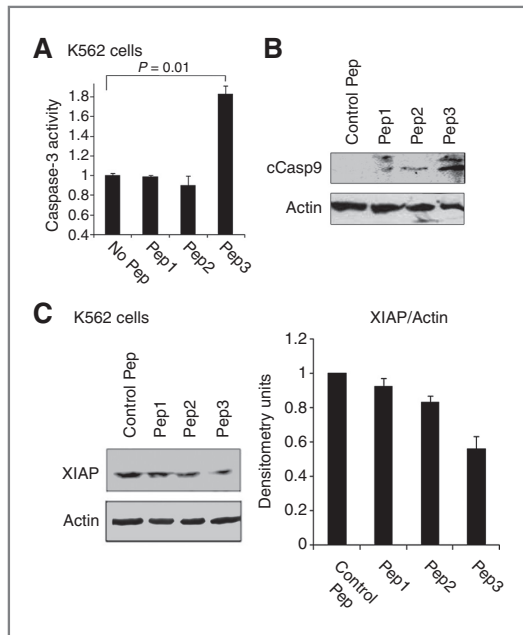 A K562 cells
P = 0.01
Caspase-3 activity
1.8
1.6
1.4
1.2
1
0.8
0.6
0.4
No Pep
Pep1
Pep2
Pep3
B
Control Pep
Pep1
Pep2
Pep3
cCasp9
Actin
C K562 cells
Control Pep
Pep1
Pep2
Pep3
XIAP
Actin
XIAP/Actin
Densitometry units
1.2
1
0.8
0.6
0.4
0.2
0
Control
Pep
Pep1
Pep2
Pep3